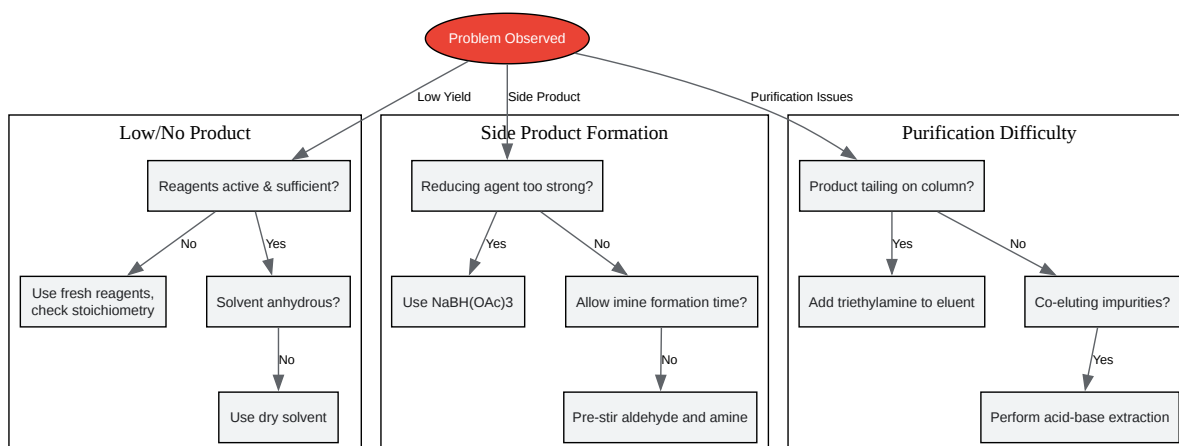 Problem Observed
Low Yield
Side Product
Purification Issues
Low/No Product
Side Product Formation
Purification Difficulty
Reagents active & sufficient?
Reducing agent too strong?
Product tailing on column?
No
Yes
Yes
No
Yes
No
Use fresh reagents,
check stoichiometry
Solvent anhydrous?
Use NaBH(OAc)3
Allow imine formation time?
Add triethylamine to eluent
Co-eluting impurities?
No
No
Yes
Use dry solvent
Pre-stir aldehyde and amine
Perform acid-base extraction